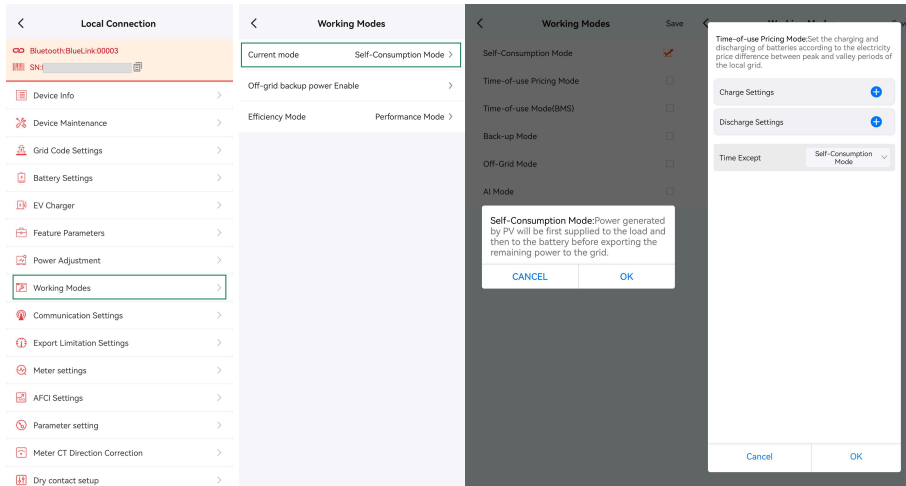 Local Connection
Bluetooth:BlueLink:00003
SN:
Device Info
Device Maintenance
Grid Code Settings
Battery Settings
EV Charger
Feature Parameters
Power Adjustment
Working Modes
Communication Settings
Export Limitation Settings
Meter settings
AFCI Settings
Parameter setting
Meter CT Direction Correction
Dry contact setup
Working Modes
Current mode Self-Consumption Mode
Off-grid backup power Enable
Efficiency Mode Performance Mode
Working Modes Save
Self-Consumption Mode
Time-of-use Pricing Mode
Time-of-use Mode(BMS)
Back-up Mode
Off-Grid Mode
AI Mode
Self-Consumption Mode:Power generated
by PV will be first supplied to the load and
then to the battery before exporting the
remaining power to the grid.
CANCEL OK
Time-of-use Pricing Mode:Set the charging and
discharging of batteries according to the electricity
price difference between peak and valley periods of
the local grid.
Charge Settings
Discharge Settings
Time Except Self-Consumption
Mode
Cancel OK